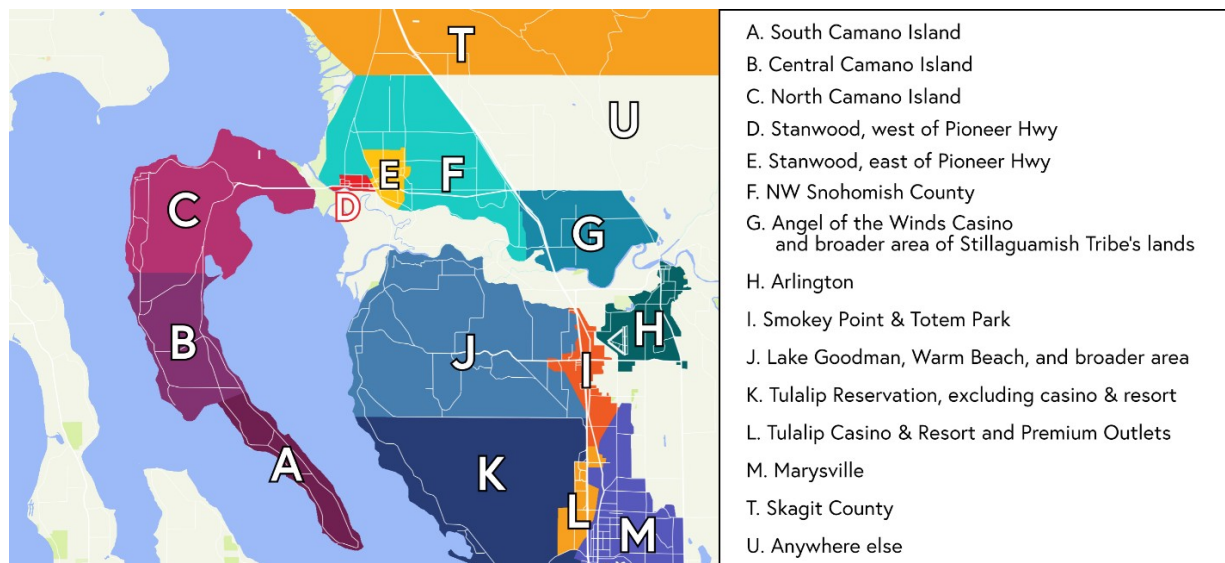 T
U
E
F
D
C
G
H
B
J
I
A
K
L
M
A. South Camano Island
B. Central Camano Island
C. North Camano Island
D. Stanwood, west of Pioneer Hwy
E. Stanwood, east of Pioneer Hwy
F. NW Snohomish County
G. Angel of the Winds Casino
and broader area of Stillaguamish Tribe's lands
H. Arlington
I. Smokey Point & Totem Park
J. Lake Goodman, Warm Beach, and broader area
K. Tulalip Reservation, excluding casino & resort
L. Tulalip Casino & Resort and Premium Outlets
M. Marysville
T. Skagit County
U. Anywhere else